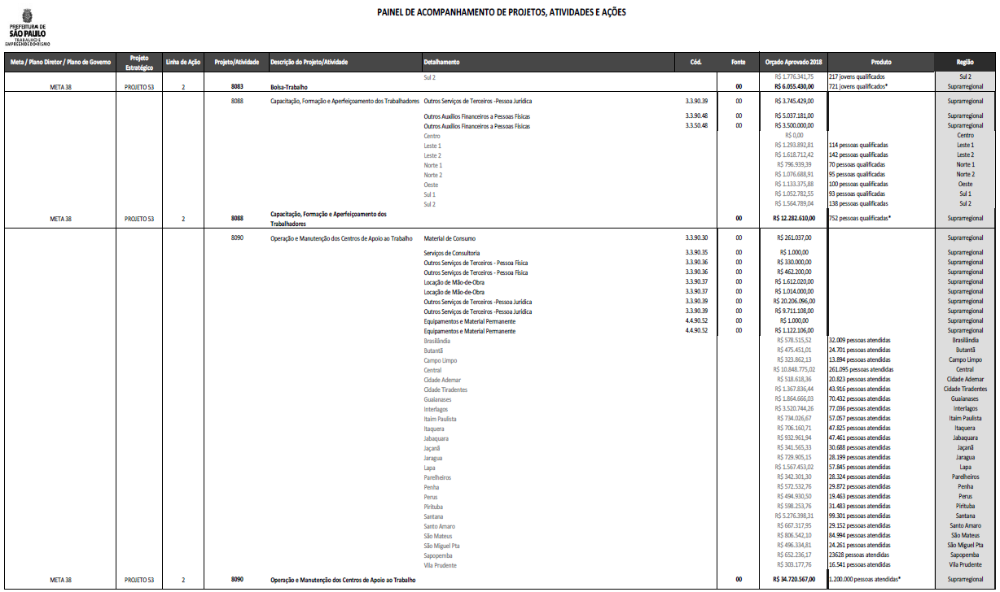 PAINEL DE ACOMPANHAMENTO DE PROJETOS, ATIVIDADES E AÇÕES
PREFEITURA DE
SÃO PAULO
TRABALHO E
EMPREENDEDORISMO
Meta / Plano Diretor / Plano de Governo Projeto Estratégico Linha de Ação Projeto/Atividade Descrição do Projeto/Atividade Detalhamento Cód. Fonte Orçado Aprovado 2018 Produto Região
Sul 2 R$ 1.776.341,75 217 jovens qualificados Sul 2
META 38 PROJETO 53 2 8083 Bolsa-Trabalho 00 R$ 6.055.430,00 721 jovens qualificados* Suprarregional
8088 Capacitação, Formação e Aperfeiçoamento dos Trabalhadores Outros Serviços de Terceiros -Pessoa Jurídica 3.3.90.39 00 R$ 3.745.429,00 Suprarregional
Outros Auxílios Financeiros a Pessoas Físicas 3.3.90.48 00 R$ 5.037.181,00 Suprarregional
Outros Auxílios Financeiros a Pessoas Físicas 3.3.50.48 00 R$ 3.500.000,00 Suprarregional
Centro R$ 0,00 Centro
Leste 1 R$ 1.293.892,81 114 pessoas qualificadas Leste 1
Leste 2 R$ 1.618.712,42 142 pessoas qualificadas Leste 2
Norte 1 R$ 796.939,39 70 pessoas qualificadas Norte 1
Norte 2 R$ 1.076.688,91 95 pessoas qualificadas Norte 2
Oeste R$ 1.133.375,88 100 pessoas qualificadas Oeste
Sul 1 R$ 1.052.782,55 93 pessoas qualificadas Sul 1
Sul 2 R$ 1.564.789,04 138 pessoas qualificadas Sul 2
META 38 PROJETO 53 2 8088 Capacitação, Formação e Aperfeiçoamento dos Trabalhadores 00 R$ 12.282.610,00 752 pessoas qualificadas* Suprarregional
8090 Operação e Manutenção dos Centros de Apoio ao Trabalho Material de Consumo 3.3.90.30 00 R$ 261.037,00 Suprarregional
Serviços de Consultoria 3.3.90.35 00 R$ 1.000,00 Suprarregional
Outros Serviços de Terceiros - Pessoa Física 3.3.90.36 00 R$ 330.000,00 Suprarregional
Outros Serviços de Terceiros - Pessoa Física 3.3.90.36 00 R$ 462.200,00 Suprarregional
Locação de Mão-de-Obra 3.3.90.37 00 R$ 1.612.020,00 Suprarregional
Locação de Mão-de-Obra 3.3.90.37 00 R$ 1.014.000,00 Suprarregional
Outros Serviços de Terceiros -Pessoa Jurídica 3.3.90.39 00 R$ 20.206.096,00 Suprarregional
Outros Serviços de Terceiros -Pessoa Jurídica 3.3.90.39 00 R$ 9.711.108,00 Suprarregional
Equipamentos e Material Permanente 4.4.90.52 00 R$ 1.000,00 Suprarregional
Equipamentos e Material Permanente 4.4.90.52 00 R$ 1.122.106,00 Suprarregional
Brasilândia R$ 578.515,52 32.009 pessoas atendidas Brasilândia
Butantã R$ 475.451,01 24.701 pessoas atendidas Butantã
Campo Limpo R$ 323.862,13 13.894 pessoas atendidas Campo Limpo
Central R$ 10.848.775,02 261.095 pessoas atendidas Central
Cidade Ademar R$ 518.618,36 20.823 pessoas atendidas Cidade Ademar
Cidade Tiradentes R$ 1.367.836,44 43.916 pessoas atendidas Cidade Tiradentes
Guaianases R$ 1.864.666,03 70.432 pessoas atendidas Guaianases
Interlagos R$ 3.520.744,26 77.036 pessoas atendidas Interlagos
Itaim Paulista R$ 734.026,67 57.057 pessoas atendidas Itaim Paulista
Itaquera R$ 706.160,71 47.825 pessoas atendidas Itaquera
Jabaquara R$ 932.961,94 47.461 pessoas atendidas Jabaquara
Jaçanã R$ 341.565,33 30.688 pessoas atendidas Jaçanã
Jaragua R$ 729.905,15 28.199 pessoas atendidas Jaragua
Lapa R$ 1.567.453,02 57.845 pessoas atendidas Lapa
Parelheiros R$ 342.301,30 28.324 pessoas atendidas Parelheiros
Penha R$ 572.532,76 29.872 pessoas atendidas Penha
Perus R$ 494.930,50 19.463 pessoas atendidas Perus
Pirituba R$ 598.253,76 31.483 pessoas atendidas Pirituba
Santana R$ 5.276.398,31 99.301 pessoas atendidas Santana
Santo Amaro R$ 667.317,95 29.152 pessoas atendidas Santo Amaro
São Mateus R$ 806.542,10 84.994 pessoas atendidas São Mateus
São Miguel Pta R$ 496.334,81 24.261 pessoas atendidas São Miguel Pta
Sapopemba R$ 652.236,17 23628 pessoas atendidas Sapopemba
Vila Prudente R$ 303.177,76 16.541 pessoas atendidas Vila Prudente
META 38 PROJETO 53 2 8090 Operação e Manutenção dos Centros de Apoio ao Trabalho 00 R$ 34.720.567,00 1.200.000 pessoas atendidas* Suprarregional